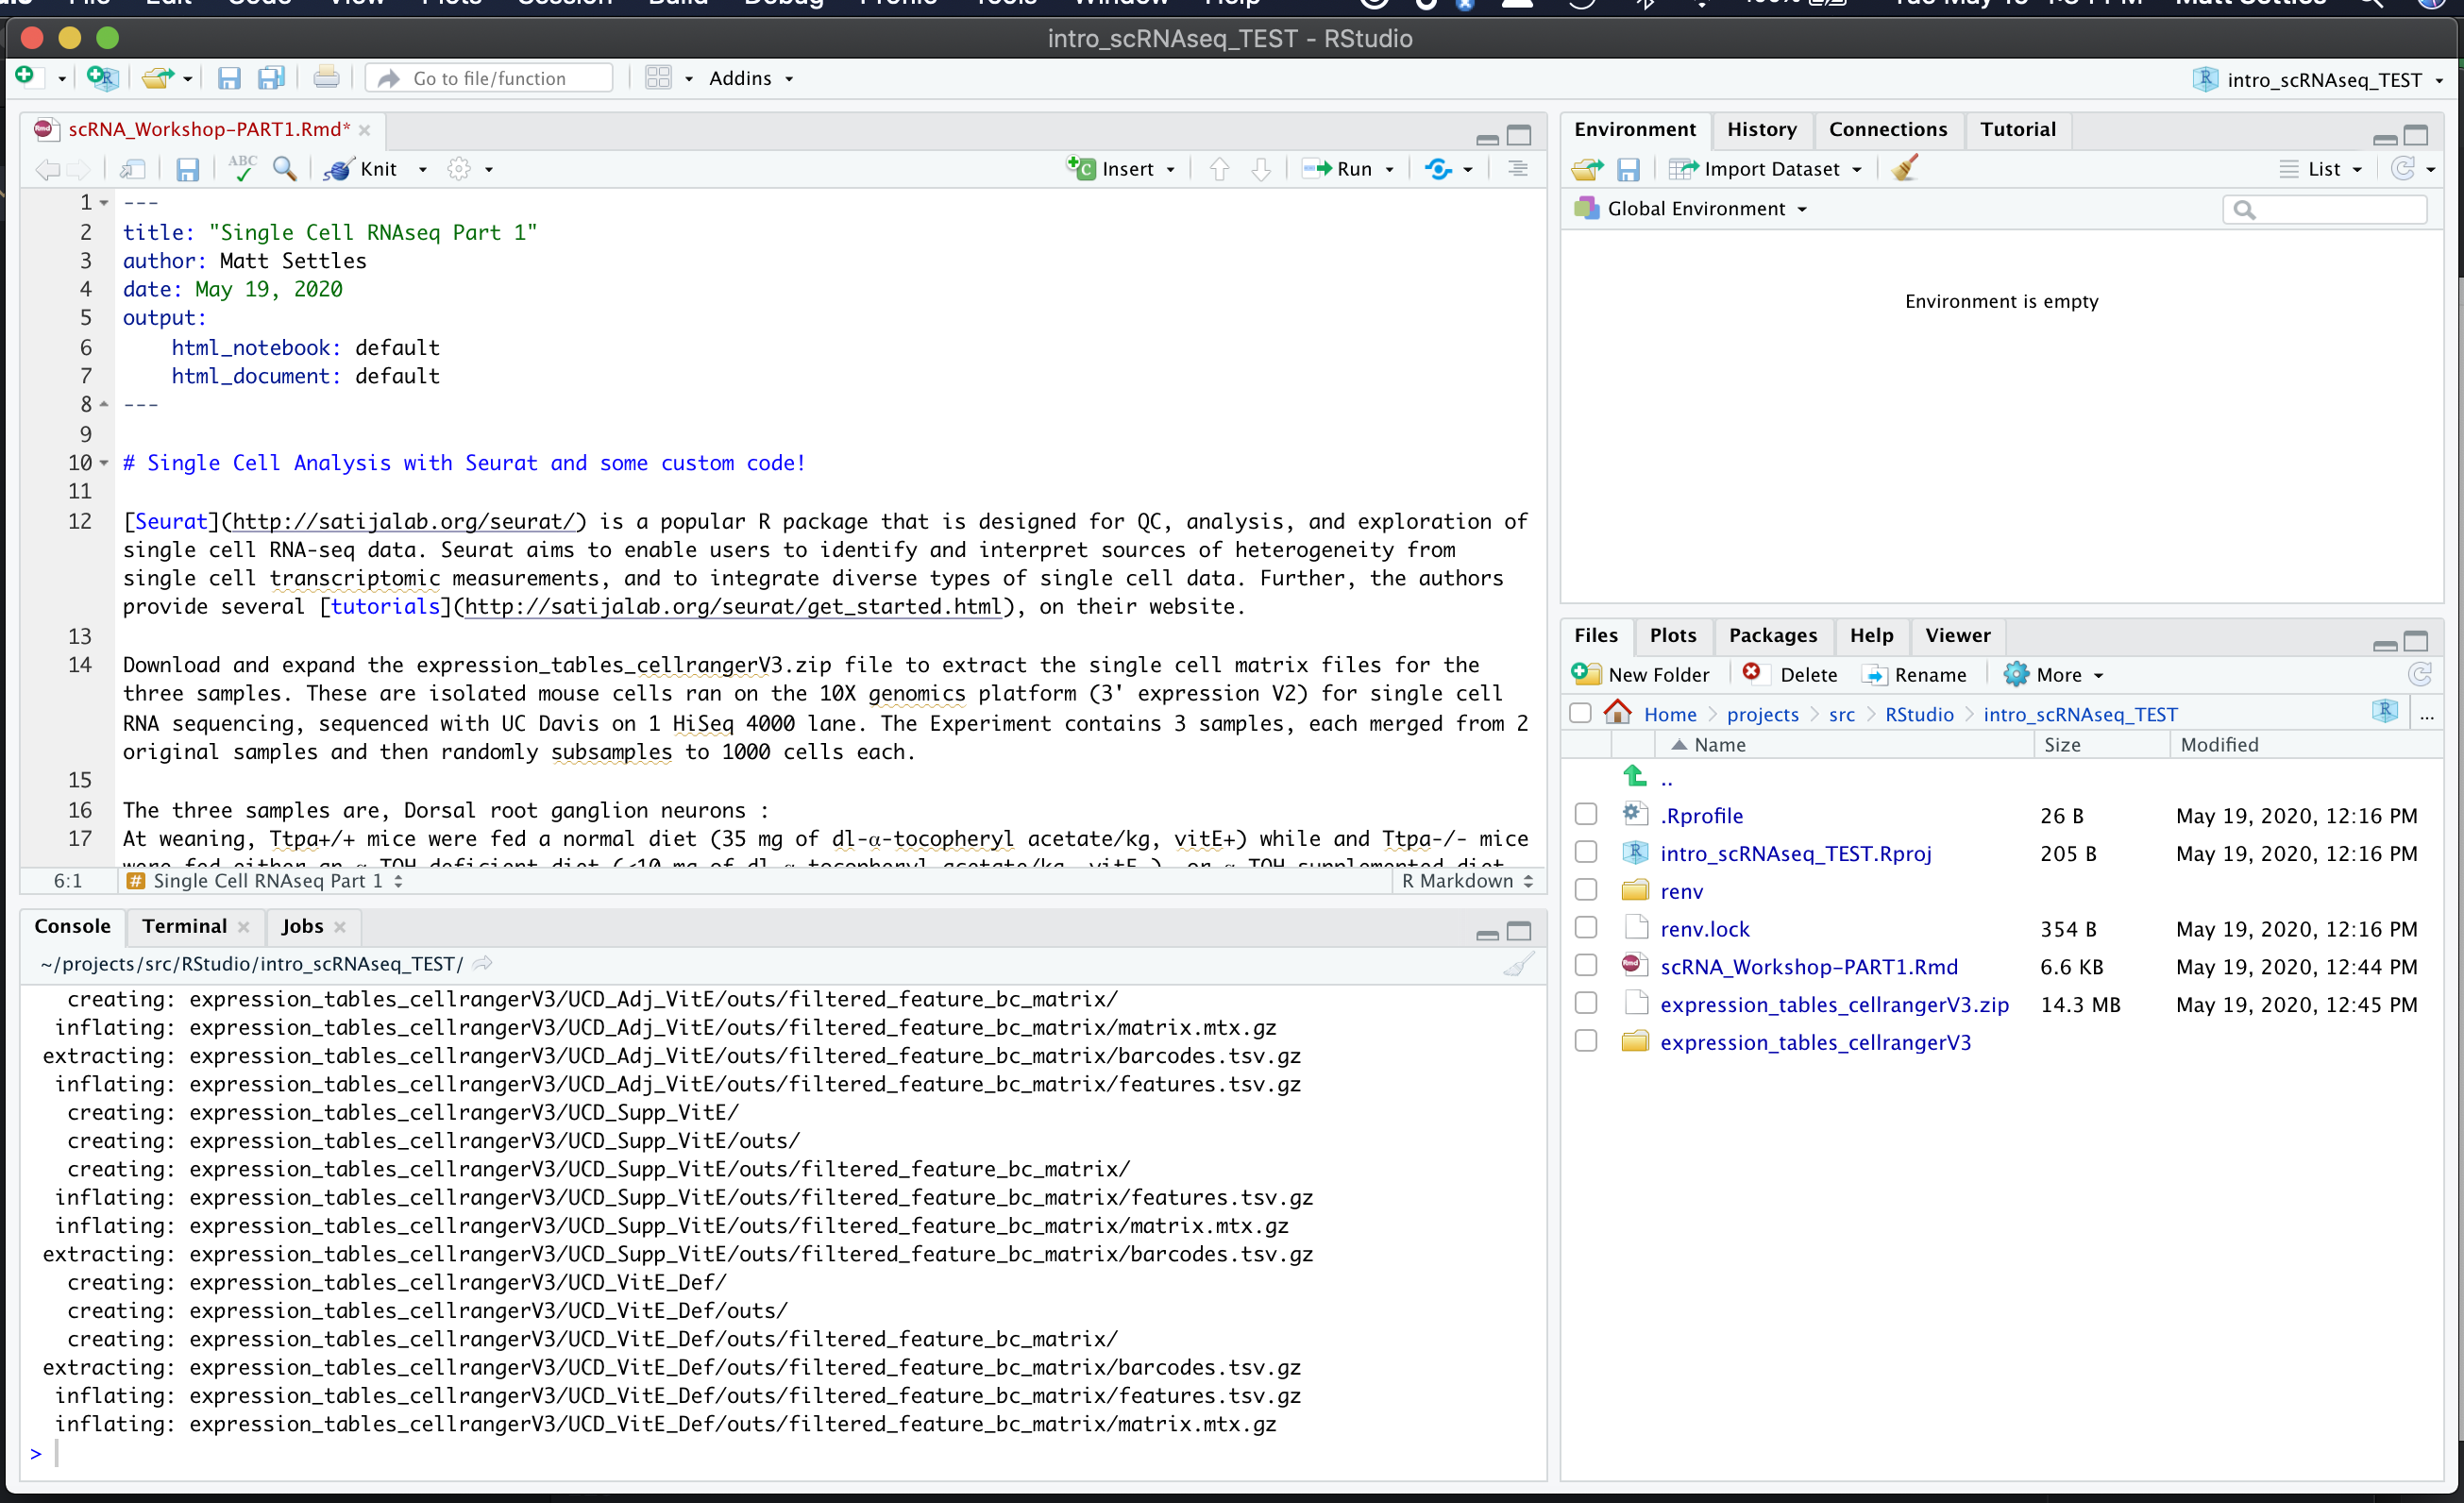 intro_scRNAseq_TEST - RStudio
Go to file/function
Addins
intro_scRNAseq_TEST
scRNA_Workshop-PART1.Rmd*
ABC
Knit
Insert
Run
1 ---
2 title: "Single Cell RNAseq Part 1"
3 author: Matt Settles
4 date: May 19, 2020
5 output:
6 html_notebook: default
7 html_document: default
8 ---
9
10 # Single Cell Analysis with Seurat and some custom code!
11
12 [Seurat](http://satijalab.org/seurat/) is a popular R package that is designed for QC, analysis, and exploration of
single cell RNA-seq data. Seurat aims to enable users to identify and interpret sources of heterogeneity from
single cell transcriptomic measurements, and to integrate diverse types of single cell data. Further, the authors
provide several [tutorials](http://satijalab.org/seurat/get_started.html), on their website.
13
14 Download and expand the expression_tables_cellrangerV3.zip file to extract the single cell matrix files for the
three samples. These are isolated mouse cells ran on the 10X genomics platform (3' expression V2) for single cell
RNA sequencing, sequenced with UC Davis on 1 HiSeq 4000 lane. The Experiment contains 3 samples, each merged from 2
original samples and then randomly subsamples to 1000 cells each.
15
16 The three samples are, Dorsal root ganglion neurons :
17 At weaning, Ttpa+/+ mice were fed a normal diet (35 mg of dl-α-tocopheryl acetate/kg, vitE+) while and Ttpa-/- mice
6:1 Single Cell RNAseq Part 1 R Markdown
Console Terminal Jobs
~/projects/src/RStudio/intro_scRNAseq_TEST/
creating: expression_tables_cellrangerV3/UCD_Adj_VitE/outs/filtered_feature_bc_matrix/
inflating: expression_tables_cellrangerV3/UCD_Adj_VitE/outs/filtered_feature_bc_matrix/matrix.mtx.gz
extracting: expression_tables_cellrangerV3/UCD_Adj_VitE/outs/filtered_feature_bc_matrix/barcodes.tsv.gz
inflating: expression_tables_cellrangerV3/UCD_Adj_VitE/outs/filtered_feature_bc_matrix/features.tsv.gz
creating: expression_tables_cellrangerV3/UCD_Supp_VitE/
creating: expression_tables_cellrangerV3/UCD_Supp_VitE/outs/
creating: expression_tables_cellrangerV3/UCD_Supp_VitE/outs/filtered_feature_bc_matrix/
inflating: expression_tables_cellrangerV3/UCD_Supp_VitE/outs/filtered_feature_bc_matrix/features.tsv.gz
inflating: expression_tables_cellrangerV3/UCD_Supp_VitE/outs/filtered_feature_bc_matrix/matrix.mtx.gz
extracting: expression_tables_cellrangerV3/UCD_Supp_VitE/outs/filtered_feature_bc_matrix/barcodes.tsv.gz
creating: expression_tables_cellrangerV3/UCD_VitE_Def/
creating: expression_tables_cellrangerV3/UCD_VitE_Def/outs/
creating: expression_tables_cellrangerV3/UCD_VitE_Def/outs/filtered_feature_bc_matrix/
extracting: expression_tables_cellrangerV3/UCD_VitE_Def/outs/filtered_feature_bc_matrix/barcodes.tsv.gz
inflating: expression_tables_cellrangerV3/UCD_VitE_Def/outs/filtered_feature_bc_matrix/features.tsv.gz
inflating: expression_tables_cellrangerV3/UCD_VitE_Def/outs/filtered_feature_bc_matrix/matrix.mtx.gz
>
Environment History Connections Tutorial
Import Dataset List
Global Environment
Environment is empty
Files Plots Packages Help Viewer
New Folder Delete Rename More
Home projects src RStudio intro_scRNAseq_TEST ...
Name Size Modified
..
.Rprofile 26 B May 19, 2020, 12:16 PM
intro_scRNAseq_TEST.Rproj 205 B May 19, 2020, 12:16 PM
renv
renv.lock 354 B May 19, 2020, 12:16 PM
scRNA_Workshop-PART1.Rmd 6.6 KB May 19, 2020, 12:44 PM
expression_tables_cellrangerV3.zip 14.3 MB May 19, 2020, 12:45 PM
expression_tables_cellrangerV3